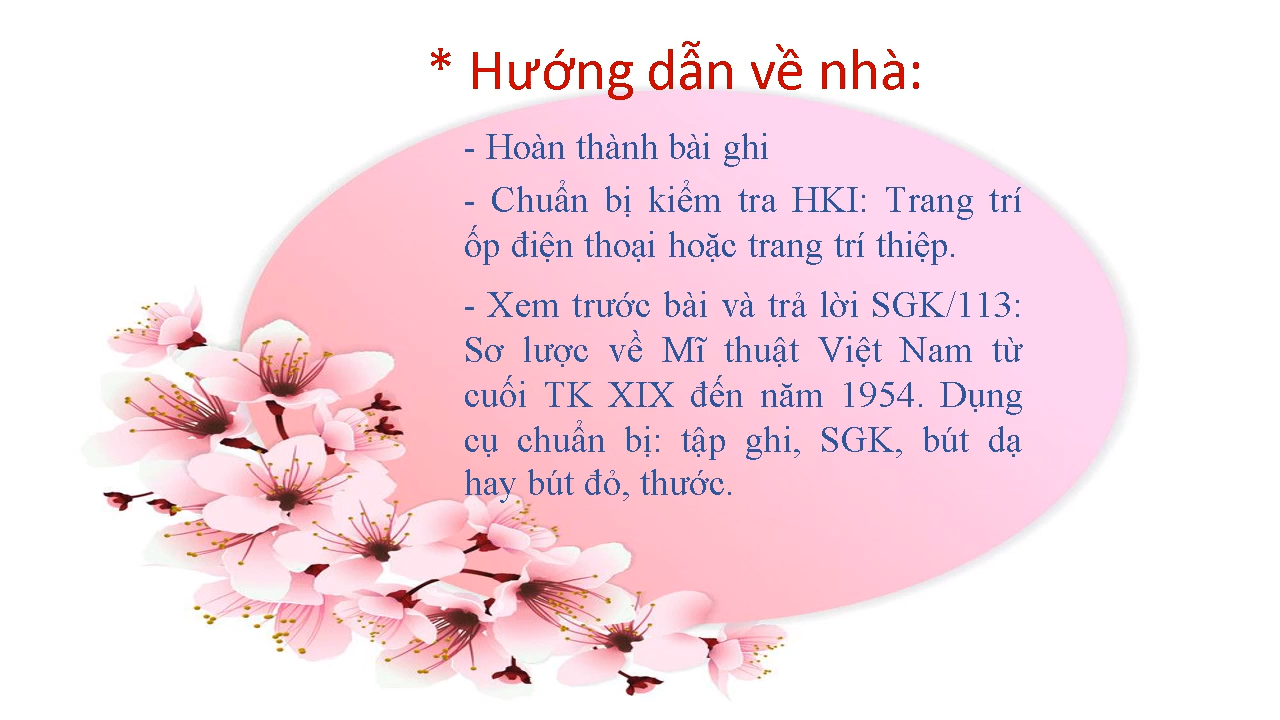 * Hướng dẫn về nhà:
- Hoàn thành bài ghi
- Chuẩn bị kiểm tra HKI: Trang trí
ốp điện thoại hoặc trang trí thiệp.
- Xem trước bài và trả lời SGK/113:
Sơ lược về Mĩ thuật Việt Nam từ
cuối TK XIX đến năm 1954. Dụng
cụ chuẩn bị: tập ghi, SGK, bút dạ
hay bút đỏ, thước.